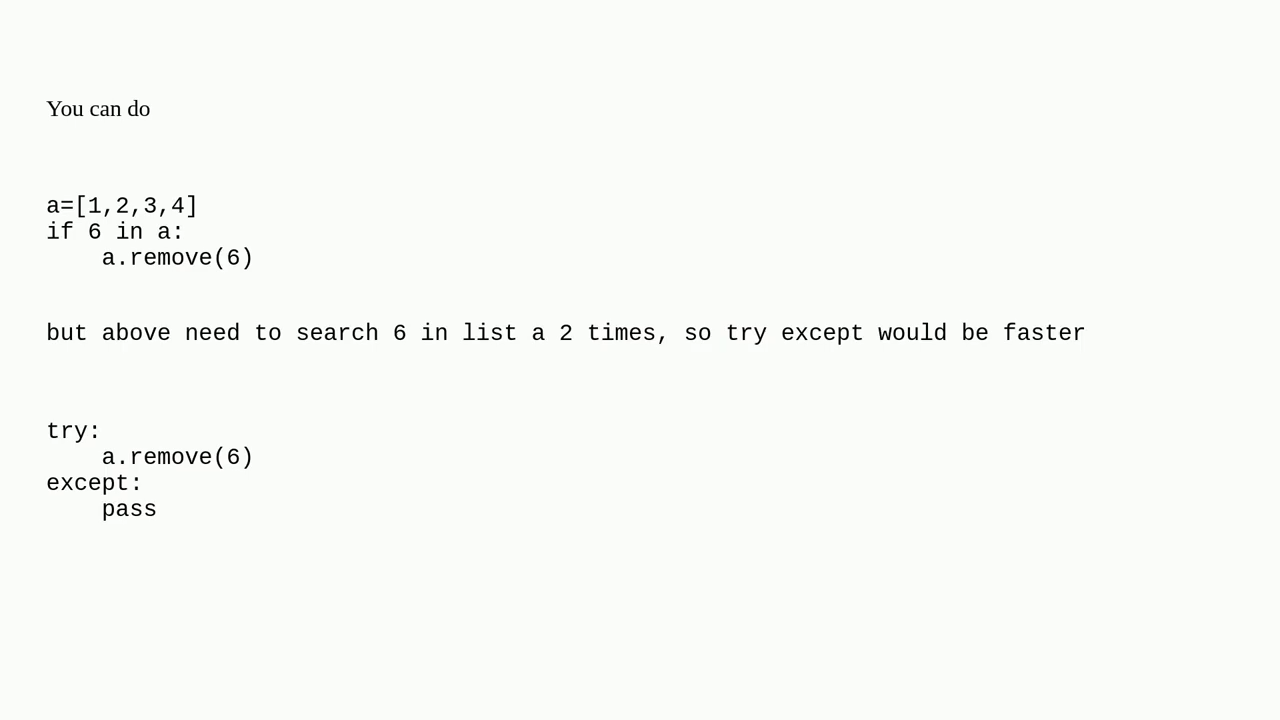 You can do
a=[1,2,3,4]
if 6 in a:
    a.remove(6)
but above need to search 6 in list a 2 times, so try except would be faster
try:
    a.remove(6)
except:
    pass